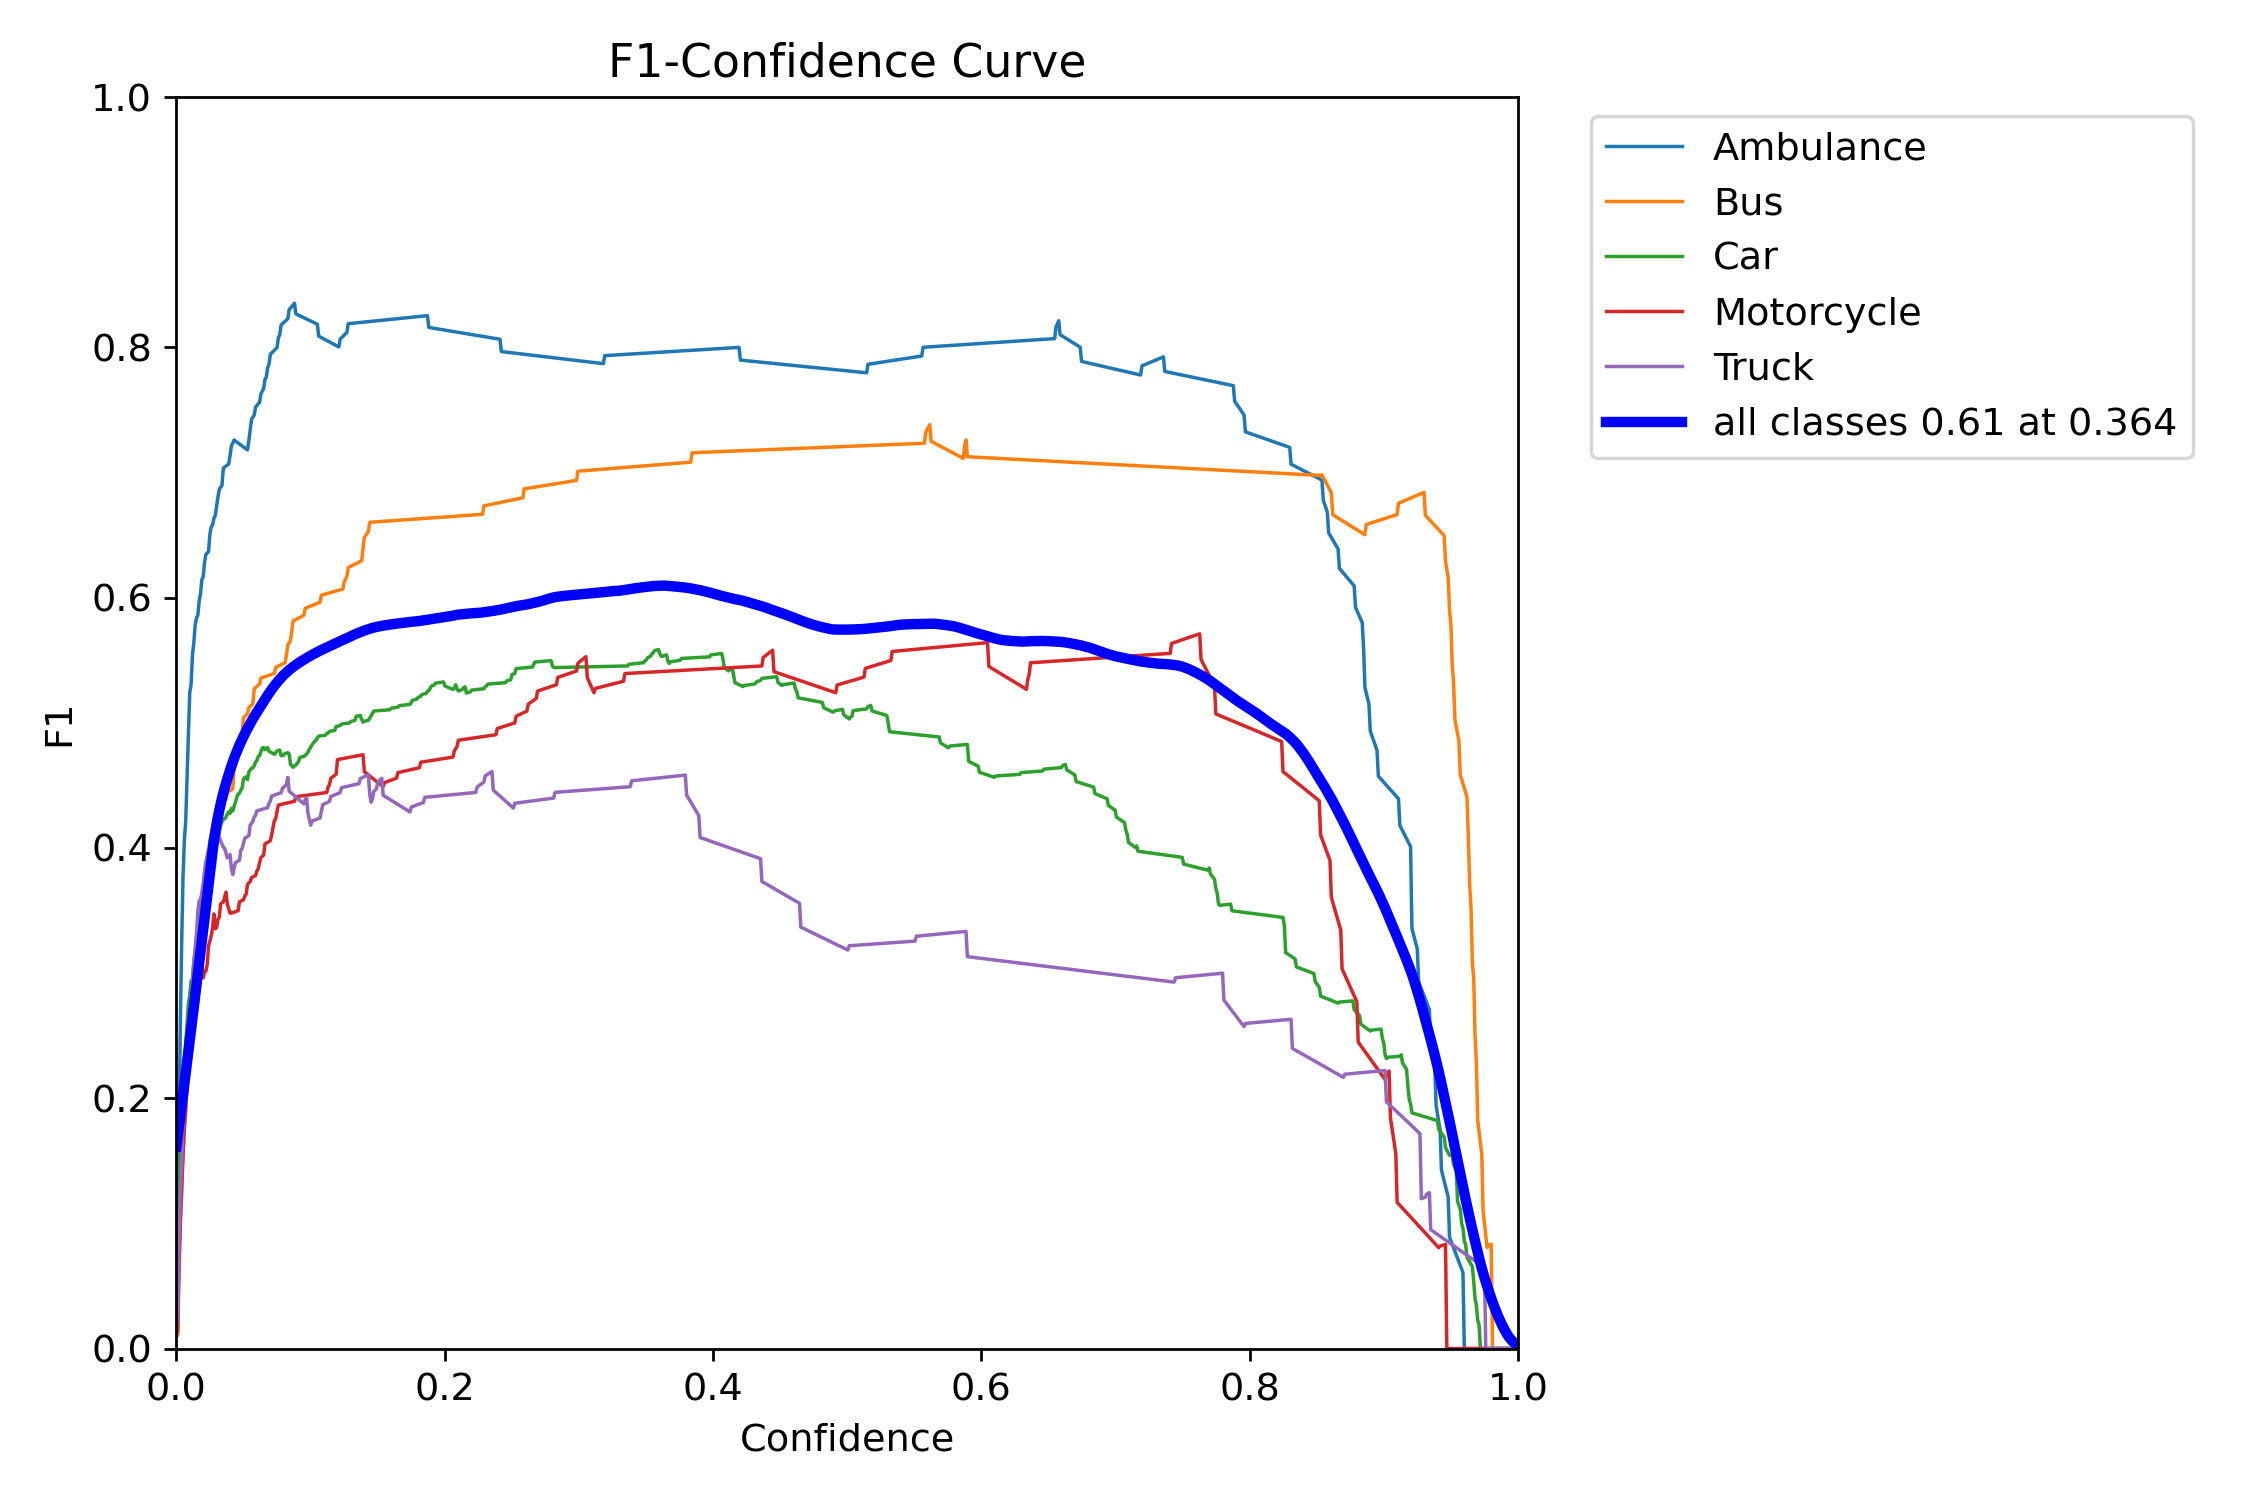 F1-Confidence Curve
1.0
0.8
0.6
0.4
0.2
0.0
F1
0.0 0.2 0.4 0.6 0.8 1.0
Confidence
Ambulance
Bus
Car
Motorcycle
Truck
all classes 0.61 at 0.364